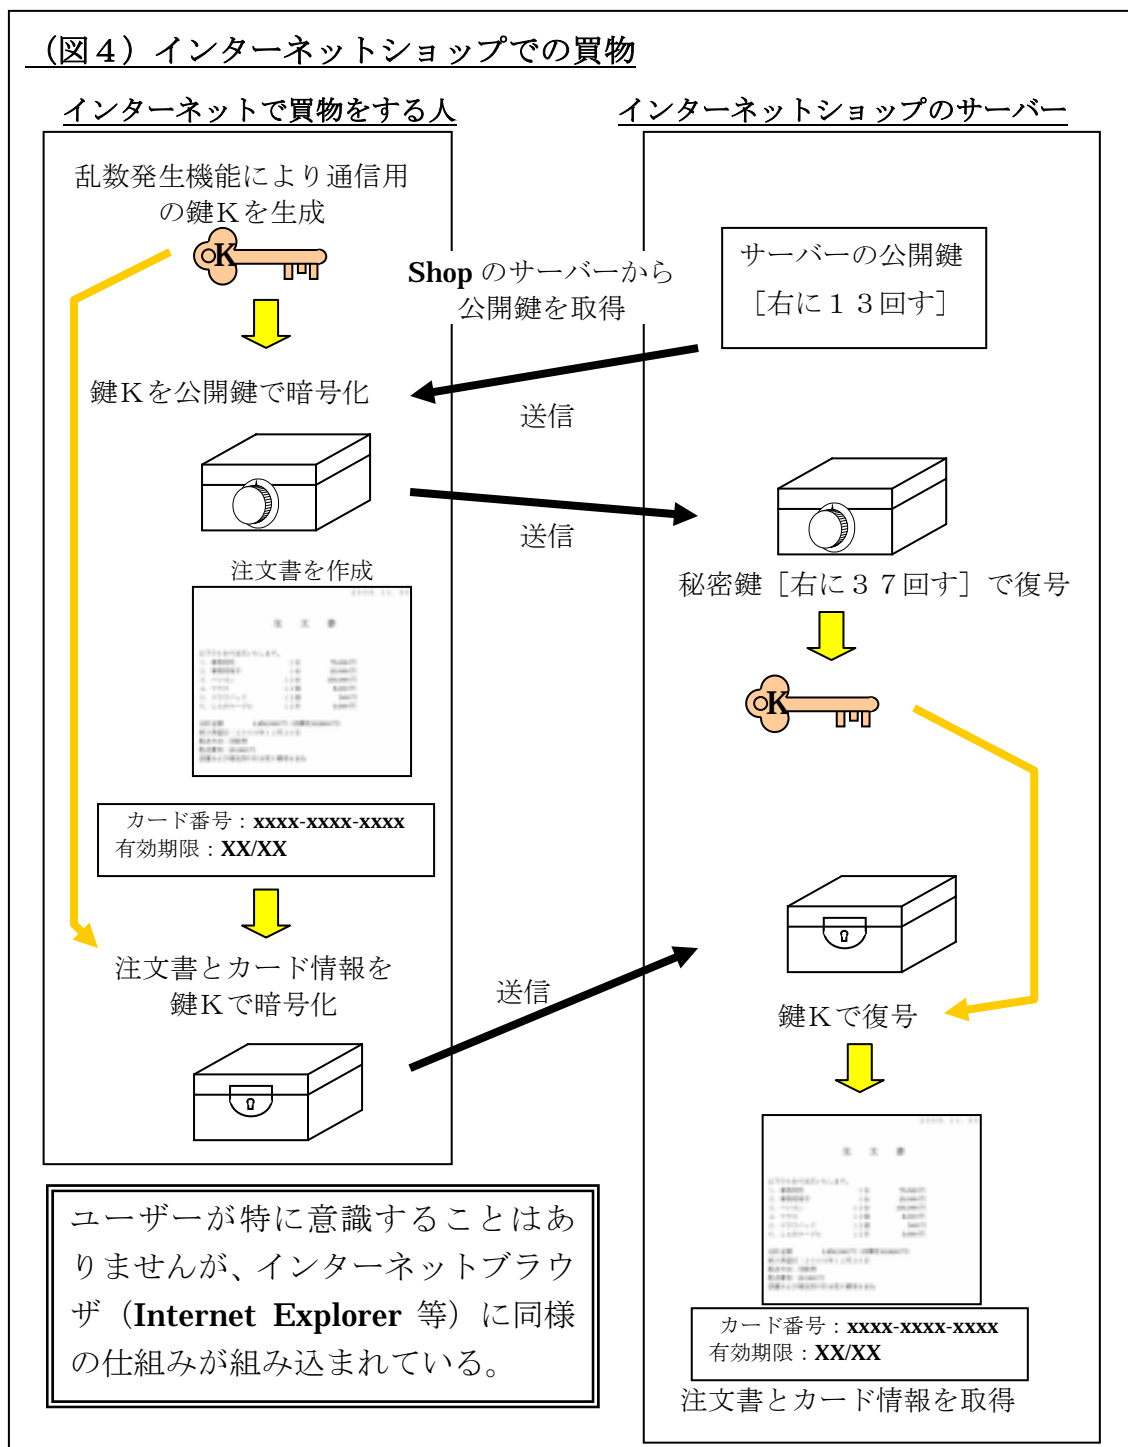 （図４）インターネットショップでの買物
インターネットで買物をする人
乱数発生機能により通信用
の鍵Ｋを生成
K
鍵Ｋを公開鍵で暗号化
注文書を作成
注 文 書
カード番号：xxxx-xxxx-xxxx
有効期限：XX/XX
注文書とカード情報を
鍵Ｋで暗号化
Shop のサーバーから
公開鍵を取得
送信
送信
送信
インターネットショップのサーバー
サーバーの公開鍵
［右に１３回す］
秘密鍵［右に３７回す］で復号
K
鍵Ｋで復号
注 文 書
カード番号：xxxx-xxxx-xxxx
有効期限：XX/XX
注文書とカード情報を取得
ユーザーが特に意識することはあ
りませんが、インターネットブラウ
ザ（Internet Explorer 等）に同様
の仕組みが組み込まれている。